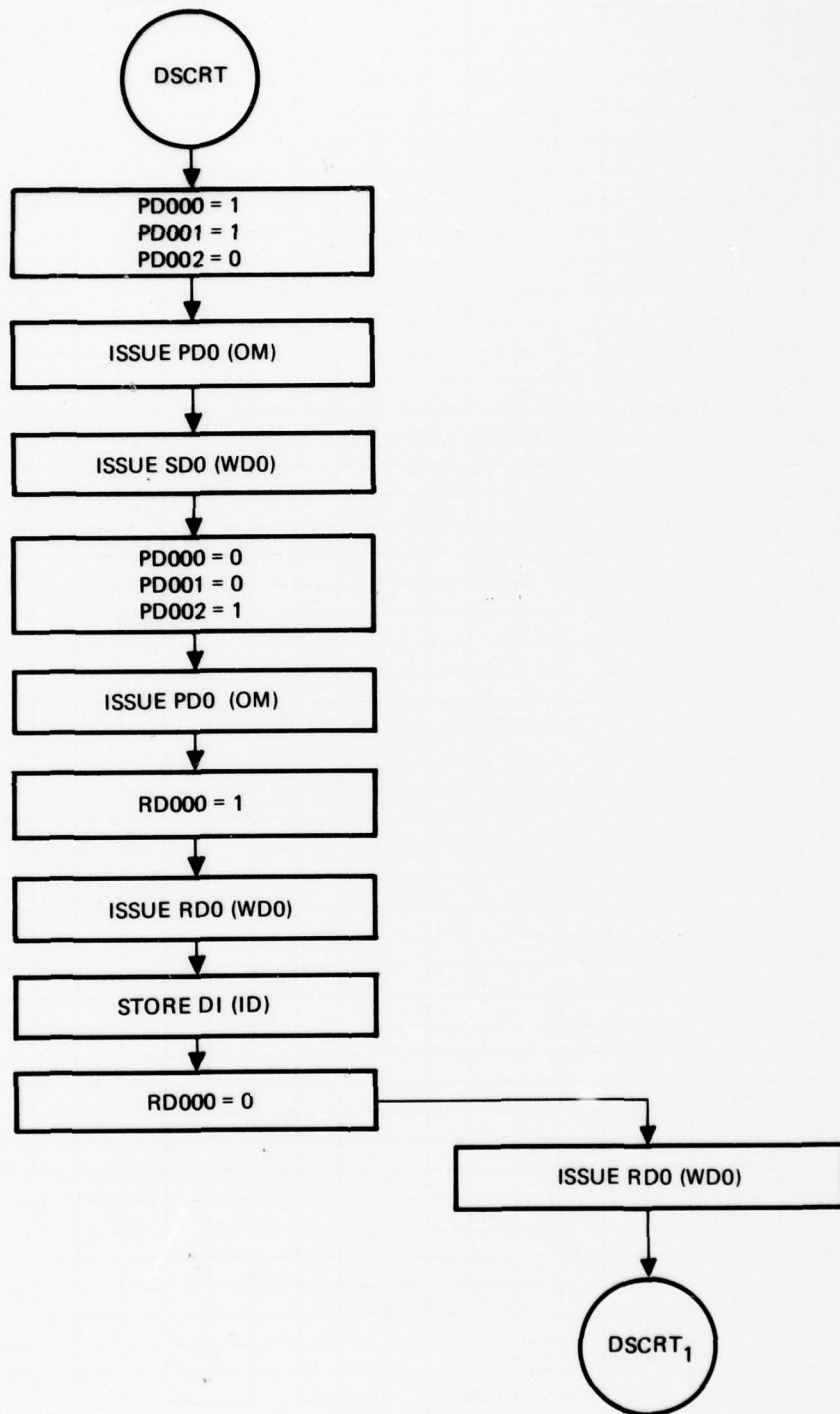 DSCRT
PD000 = 1
PD001 = 1
PD002 = 0
ISSUE PD0 (OM)
ISSUE SD0 (WD0)
PD000 = 0
PD001 = 0
PD002 = 1
ISSUE PD0 (OM)
RD000 = 1
ISSUE RD0 (WD0)
STORE DI (ID)
RD000 = 0
ISSUE RD0 (WD0)
DSCRT₁